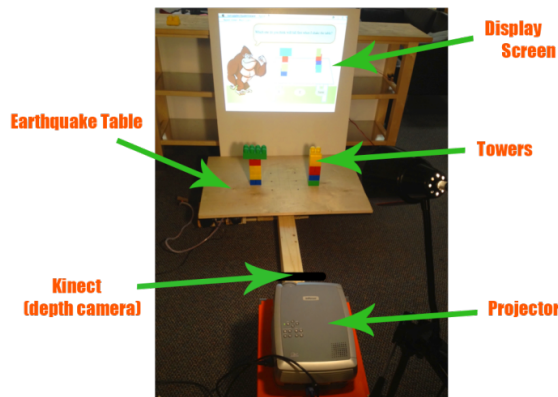 Display
Screen
Earthquake Table
Towers
Kinect
(depth camera)
Projector